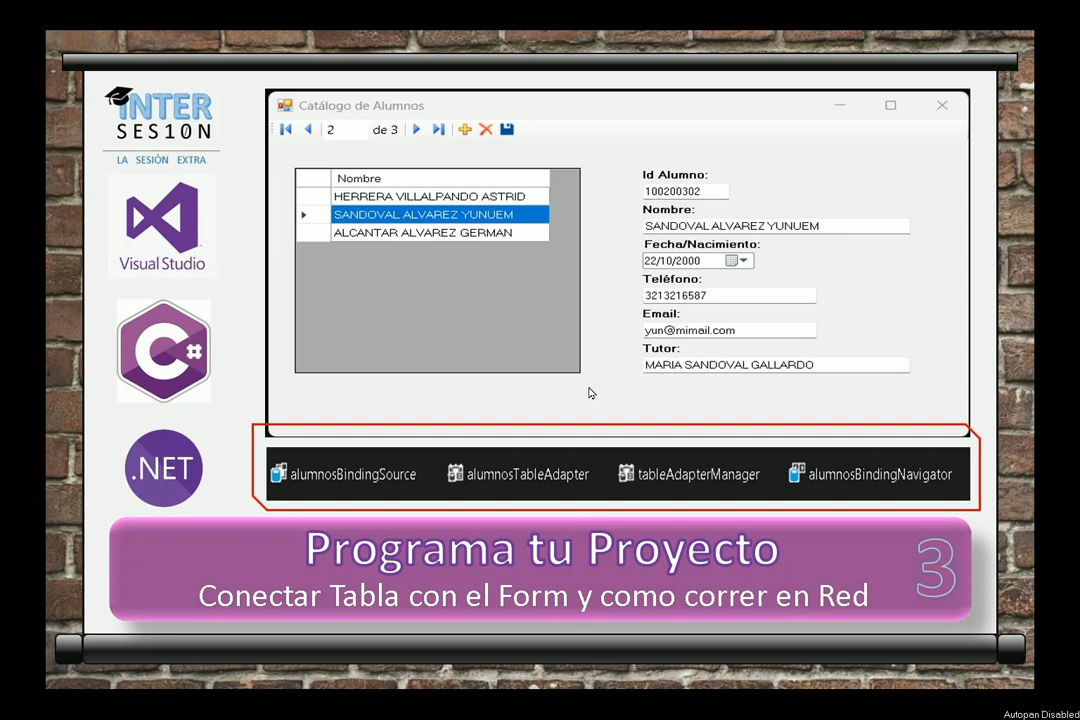 INTER
SES10N
LA SESIÓN EXTRA
Visual Studio
C#
.NET
Catálogo de Alumnos
2 de 3
Nombre
HERRERA VILLALPANDO ASTRID
SANDOVAL ALVAREZ YUNUEM
ALCANTAR ALVAREZ GERMAN
Id Alumno:
100200302
Nombre:
SANDOVAL ALVAREZ YUNUEM
Fecha/Nacimiento:
22/10/2000
Teléfono:
3213216587
Email:
yun@mimail.com
Tutor:
MARIA SANDOVAL GALLARDO
alumnosBindingSource alumnosTableAdapter tableAdapterManager alumnosBindingNavigator
Programa tu Proyecto
Conectar Tabla con el Form y como correr en Red
3
Autopan Disabled